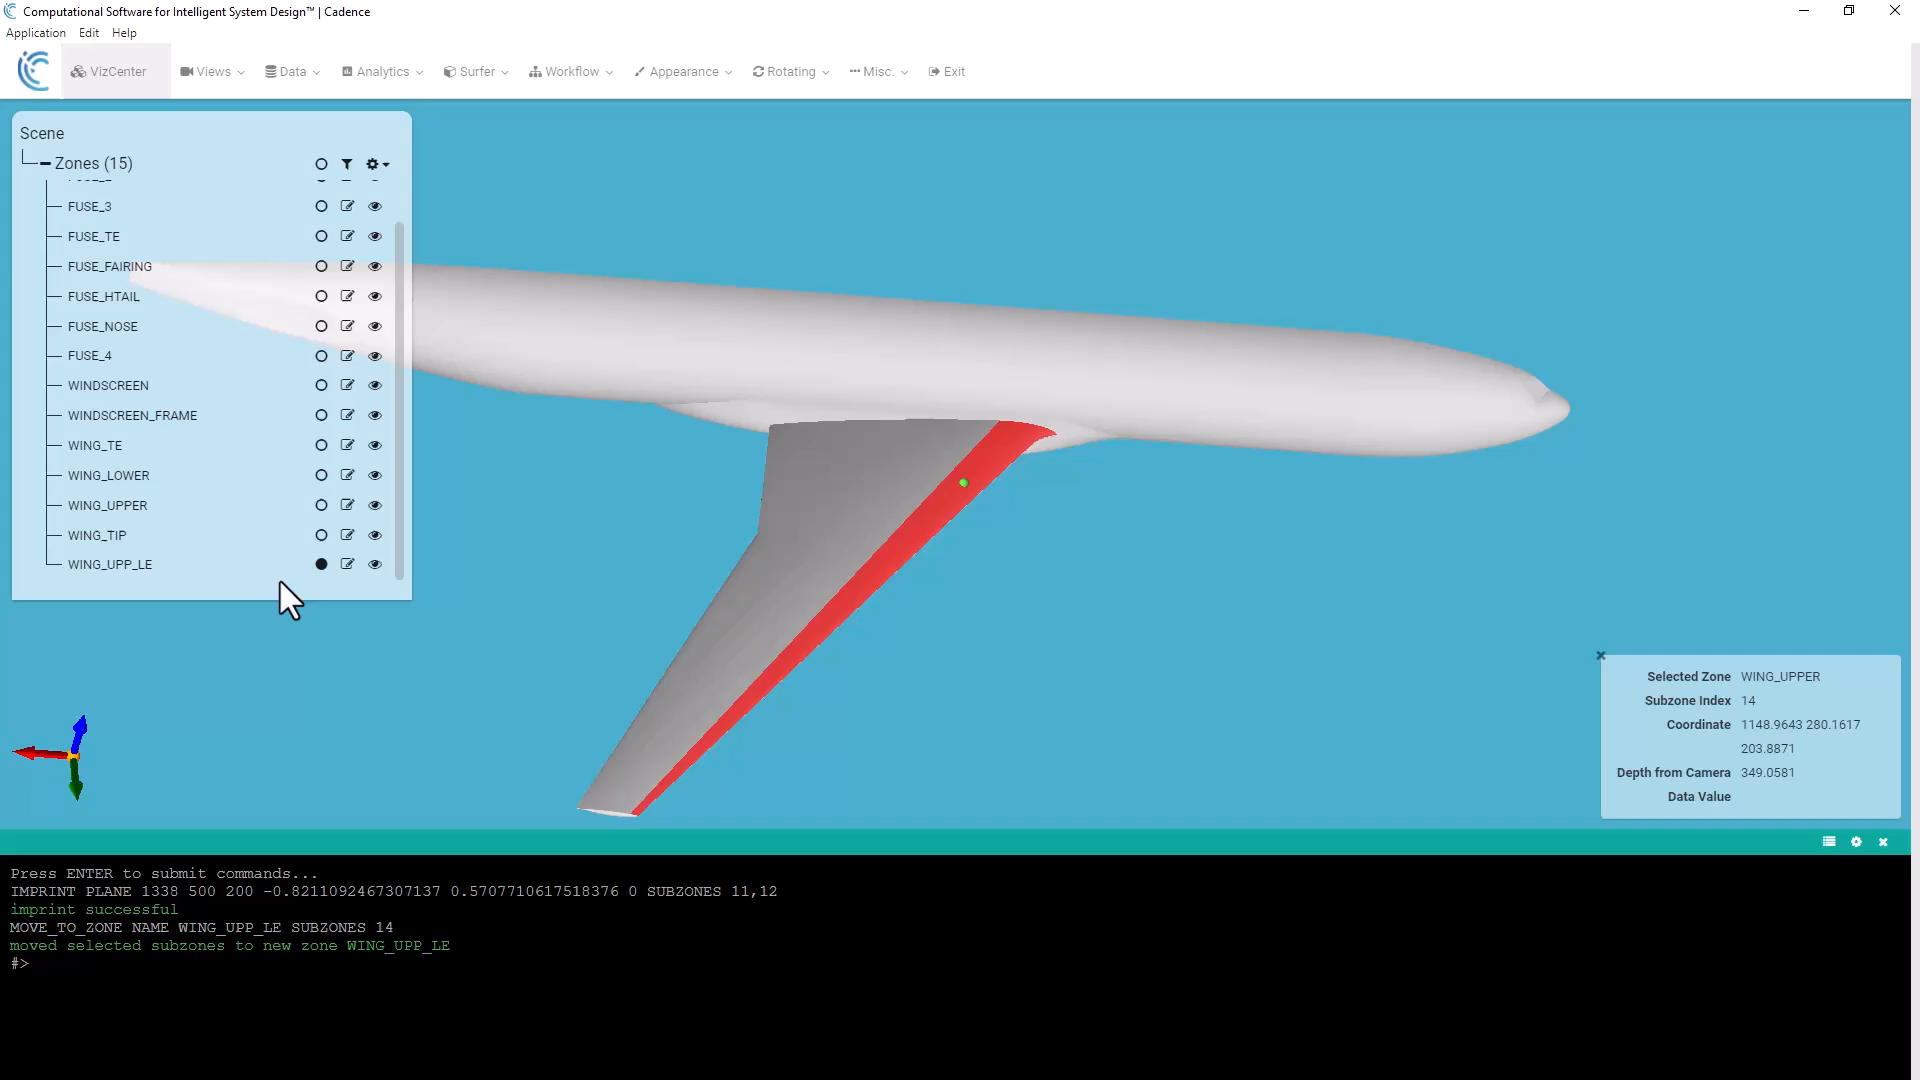 Computational Software for Intelligent System Design™ | Cadence
Application Edit Help
VizCenter Views Data Analytics Surfer Workflow Appearance Rotating Misc. Exit
Scene
Zones (15)
FUSE_3
FUSE_TE
FUSE_FAIRING
FUSE_HTAIL
FUSE_NOSE
FUSE_4
WINDSCREEN
WINDSCREEN_FRAME
WING_TE
WING_LOWER
WING_UPPER
WING_TIP
WING_UPP_LE
Selected Zone WING_UPPER
Subzone Index 14
Coordinate 1148.9643 280.1617
203.8871
Depth from Camera 349.0581
Data Value
Press ENTER to submit commands...
IMPRINT PLANE 1338 500 200 -0.8211092467307137 0.5707710617518376 0 SUBZONES 11,12
imprint successful
MOVE_TO_ZONE NAME WING_UPP_LE SUBZONES 14
moved selected subzones to new zone WING_UPP_LE
#>